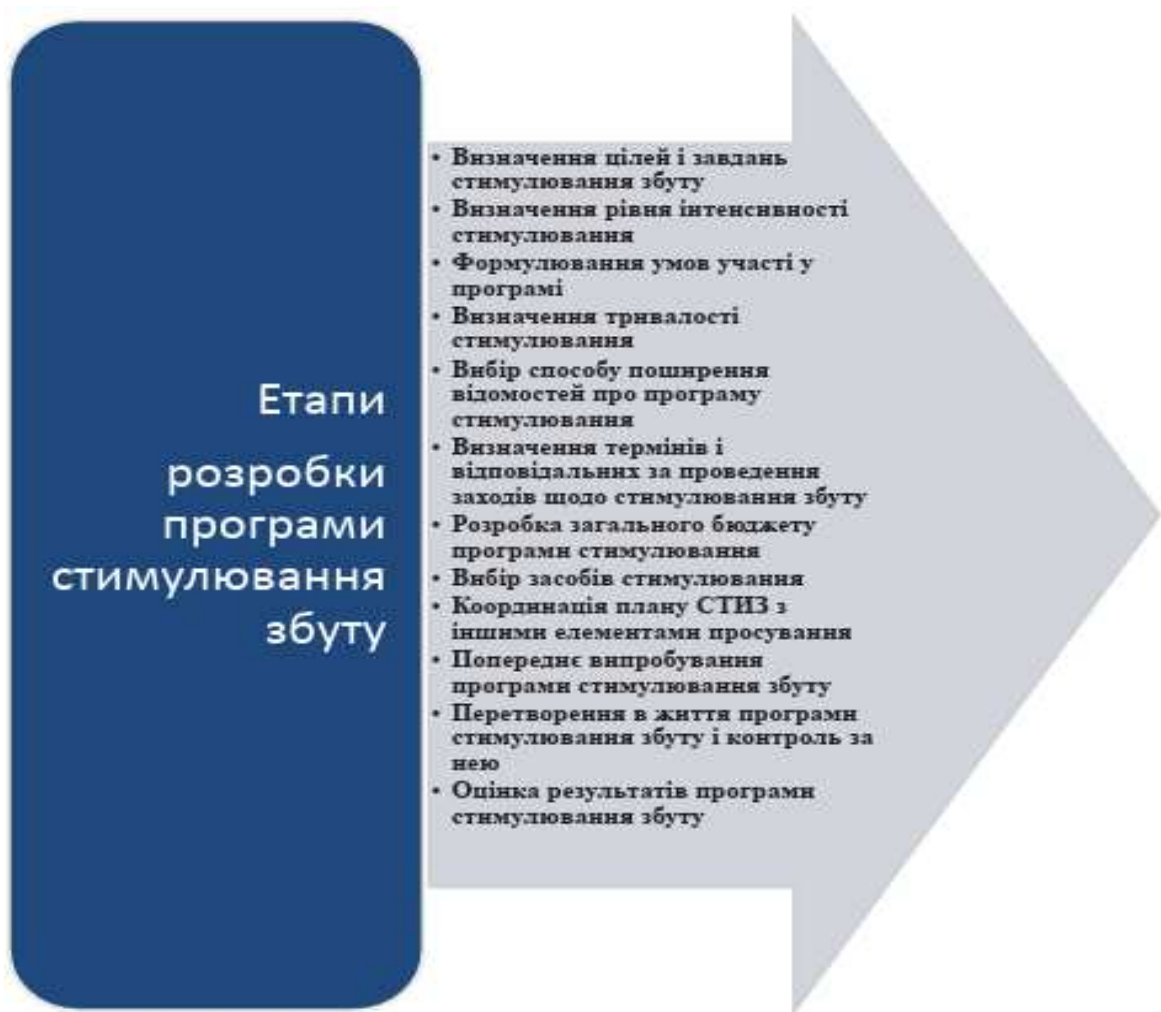 Етапи
розробки
програми
стимулювання
збуту
• Визначення цілей і завдань
стимулювання збуту
• Визначення рівня інтенсивності
стимулювання
• Формулювання умов участі у
програмі
• Визначення тривалості
стимулювання
• Вибір способу поширення
відомостей про програму
стимулювання
• Визначення термінів і
відповідальних за проведення
заходів щодо стимулювання збуту
• Розробка загального бюджету
програми стимулювання
• Вибір засобів стимулювання
• Координація плану СТИЗ з
іншими елементами просування
• Попереднє випробування
програми стимулювання збуту
• Перетворення в життя програми
стимулювання збуту і контроль за
нею
• Оцінка результатів програми
стимулювання збуту